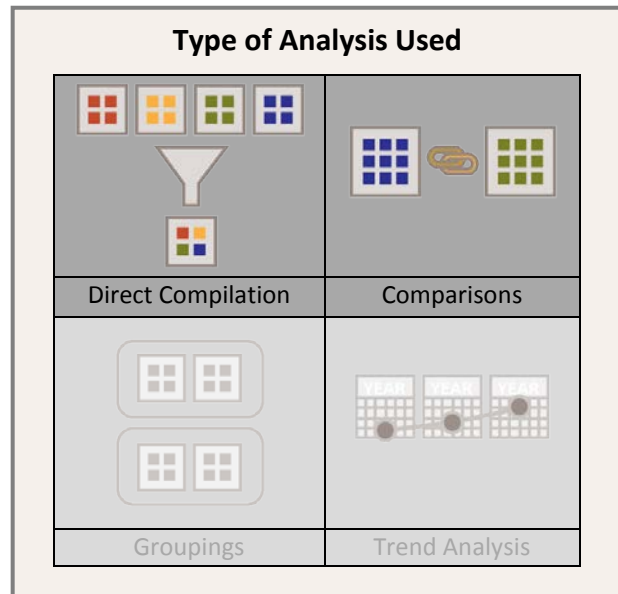 Type of Analysis Used
Direct Compilation
Comparisons
YEAR YEAR YEAR
Groupings
Trend Analysis